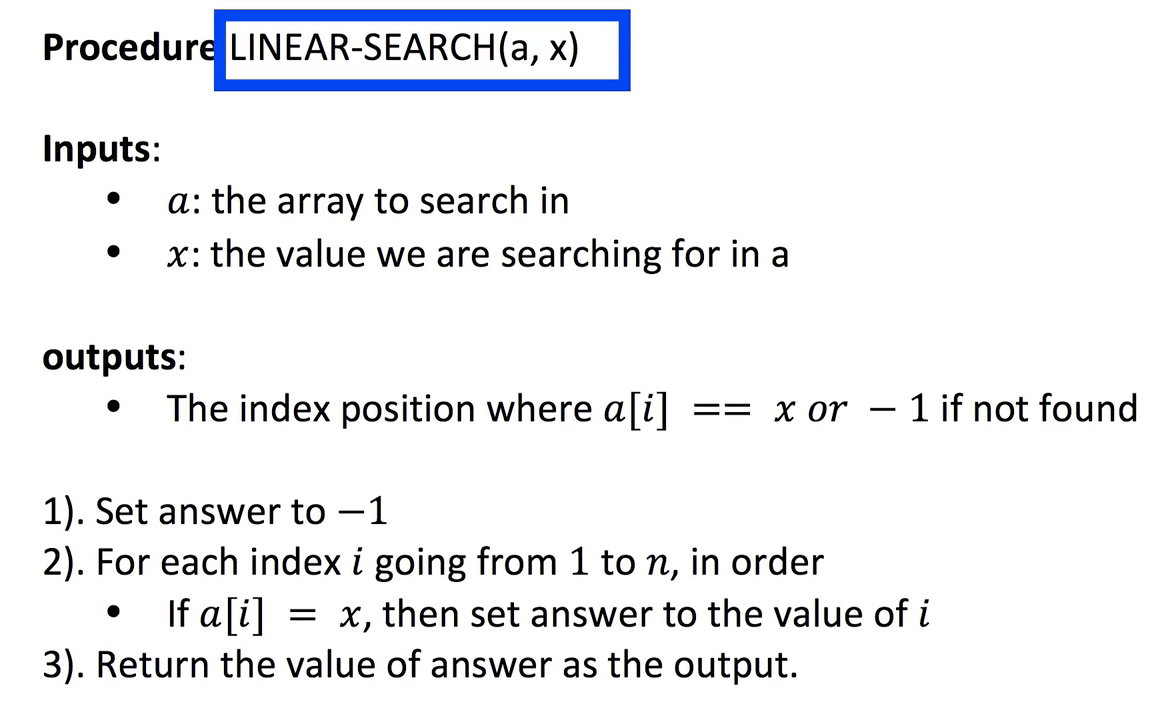 Procedure LINEAR-SEARCH(a, x)
Inputs:
• a: the array to search in
• x: the value we are searching for in a
outputs:
• The index position where a[i] == x or − 1 if not found
1). Set answer to −1
2). For each index i going from 1 to n, in order
• If a[i] = x, then set answer to the value of i
3). Return the value of answer as the output.